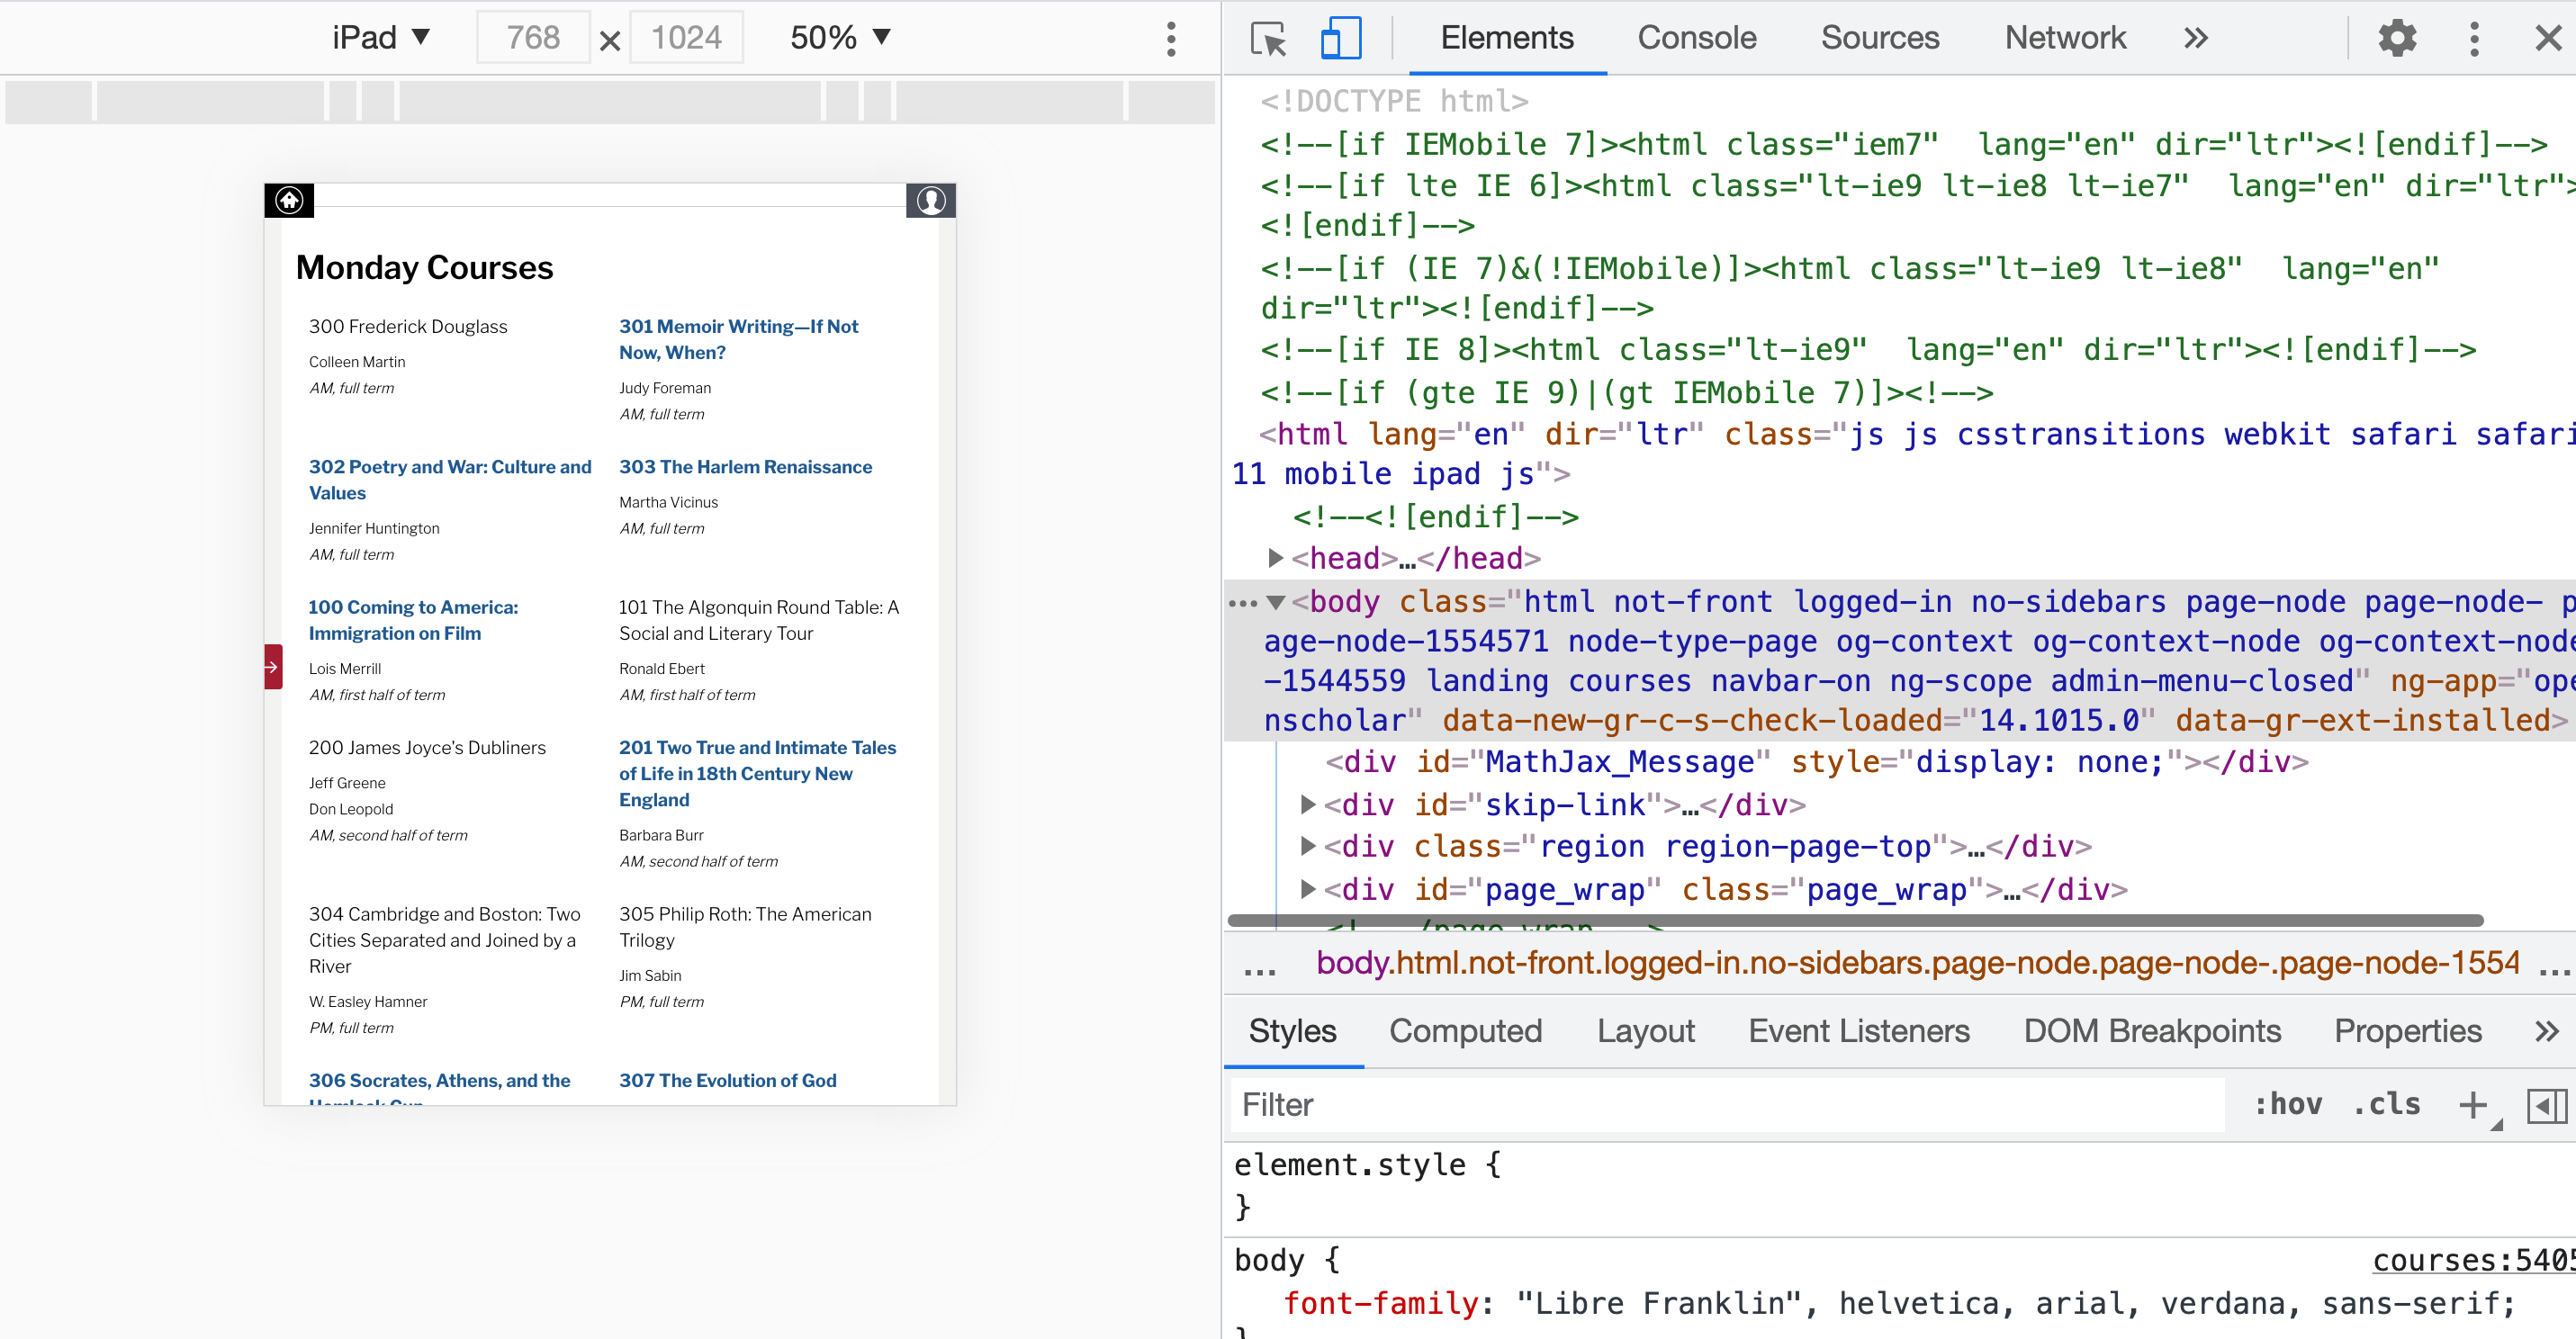 iPad ▼ 768 × 1024 50% ▼
Monday Courses
300 Frederick Douglass
Colleen Martin
AM, full term
301 Memoir Writing—If Not
Now, When?
Judy Foreman
AM, full term
302 Poetry and War: Culture and
Values
Jennifer Huntington
AM, full term
303 The Harlem Renaissance
Martha Vicinus
AM, full term
100 Coming to America:
Immigration on Film
Lois Merrill
AM, first half of term
101 The Algonquin Round Table: A
Social and Literary Tour
Ronald Ebert
AM, first half of term
200 James Joyce's Dubliners
Jeff Greene
Don Leopold
AM, second half of term
201 Two True and Intimate Tales
of Life in 18th Century New
England
Barbara Burr
AM, second half of term
304 Cambridge and Boston: Two
Cities Separated and Joined by a
River
W. Easley Hamner
PM, full term
305 Philip Roth: The American
Trilogy
Jim Sabin
PM, full term
306 Socrates, Athens, and the
Hemlock Cup
307 The Evolution of God
Elements Console Sources Network »
<!DOCTYPE html>
<!--[if IEMobile 7]><html class="iem7"  lang="en" dir="ltr"><![endif]-->
<!--[if lte IE 6]><html class="lt-ie9 lt-ie8 lt-ie7"  lang="en" dir="ltr">
<![endif]-->
<!--[if (IE 7)&(!IEMobile)]><html class="lt-ie9 lt-ie8"  lang="en"
dir="ltr"><![endif]-->
<!--[if IE 8]><html class="lt-ie9"  lang="en" dir="ltr"><![endif]-->
<!--[if (gte IE 9)|(gt IEMobile 7)]><!-->
<html lang="en" dir="ltr" class="js js csstransitions webkit safari safari
11 mobile ipad js">
<!--<![endif]-->
<head>…</head>
<body class="html not-front logged-in no-sidebars page-node page-node- p
age-node-1554571 node-type-page og-context og-context-node og-context-node
-1544559 landing courses navbar-on ng-scope admin-menu-closed" ng-app="ope
nscholar" data-new-gr-c-s-check-loaded="14.1015.0" data-gr-ext-installed>
<div id="MathJax_Message" style="display: none;"></div>
<div id="skip-link">…</div>
<div class="region region-page-top">…</div>
<div id="page_wrap" class="page_wrap">…</div>
<!-- /page_wrap -->
... body.html.not-front.logged-in.no-sidebars.page-node.page-node-.page-node-1554 ...
Styles Computed Layout Event Listeners DOM Breakpoints Properties »
Filter :hov .cls +
element.style {
}
body { courses:5405
font-family: "Libre Franklin", helvetica, arial, verdana, sans-serif;
}